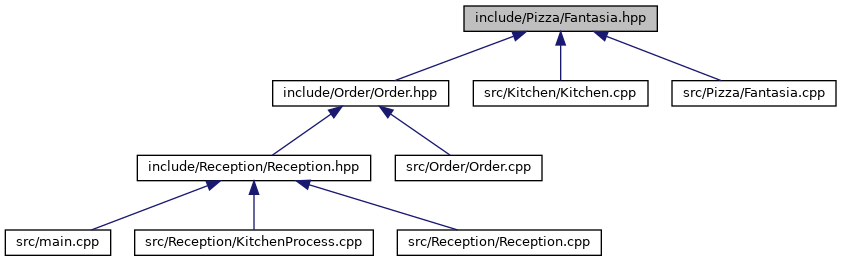 include/Pizza/Fantasia.hpp
include/Order/Order.hpp
src/Kitchen/Kitchen.cpp
src/Pizza/Fantasia.cpp
include/Reception/Reception.hpp
src/Order/Order.cpp
src/main.cpp
src/Reception/KitchenProcess.cpp
src/Reception/Reception.cpp